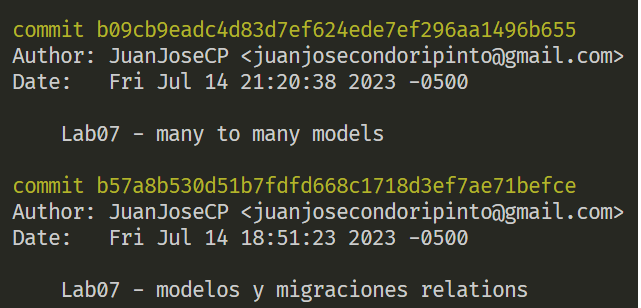 commit b09cb9eadc4d83d7ef624ede7ef296aa1496b655
Author: JuanJoseCP <juanjosecondoripinto@gmail.com>
Date:   Fri Jul 14 21:20:38 2023 -0500
    Lab07 - many to many models
commit b57a8b530d51b7fdfd668c1718d3ef7ae71befce
Author: JuanJoseCP <juanjosecondoripinto@gmail.com>
Date:   Fri Jul 14 18:51:23 2023 -0500
    Lab07 - modelos y migraciones relations